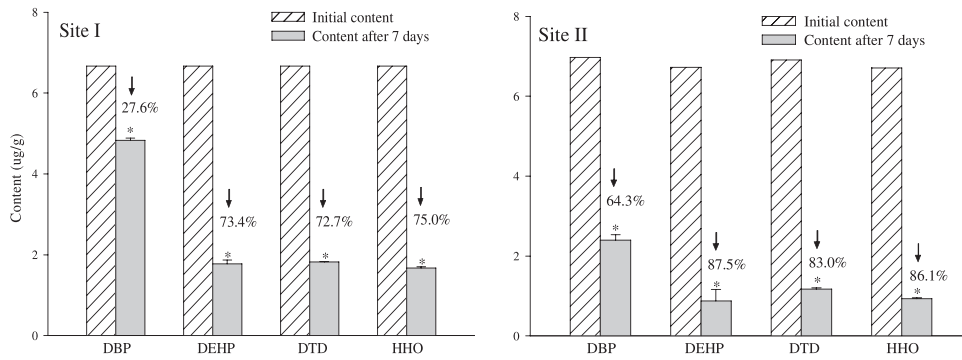 Site I
Initial content
Content after 7 days
Content (ug/g)
8
6
4
2
0
27.6%
73.4%
72.7%
75.0%
*
*
*
*
DBP DEHP DTD HHO
Site II
Initial content
Content after 7 days
8
6
4
2
0
64.3%
87.5%
83.0%
86.1%
*
*
*
*
DBP DEHP DTD HHO